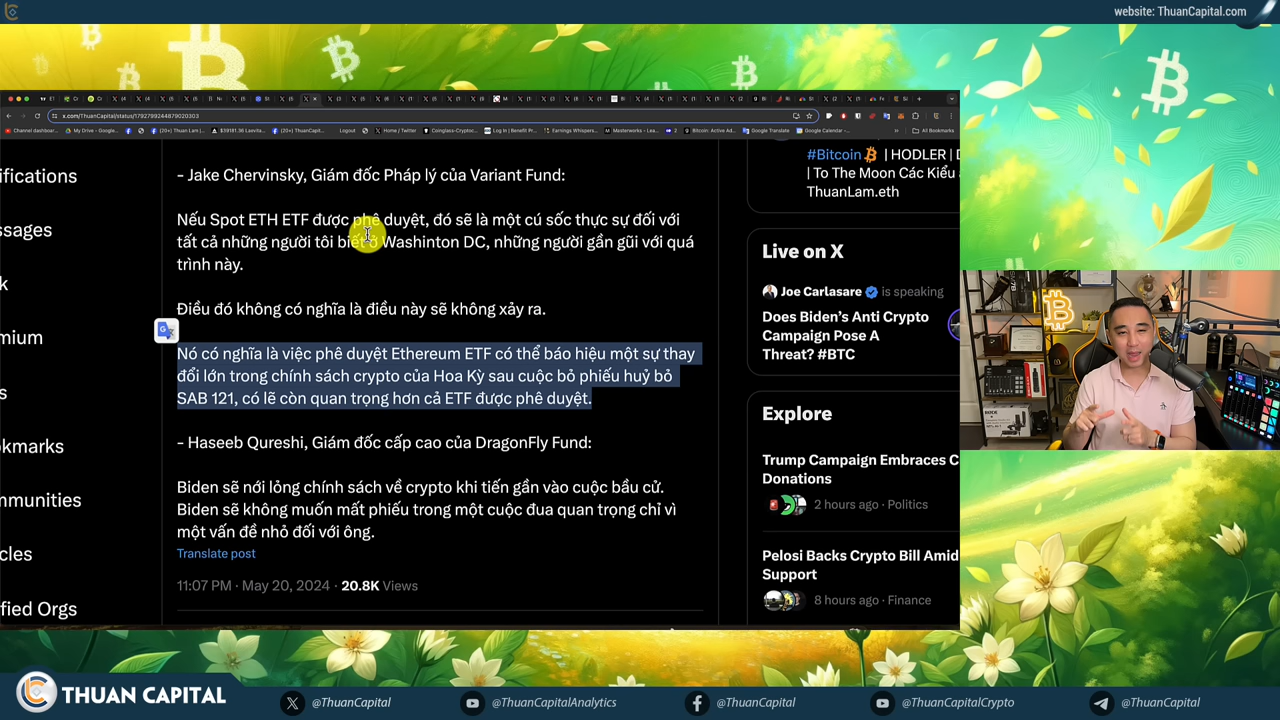 website: ThuanCapital.com
x.com/ThuanCapital/status/1792799244879020303
All Bookmarks
ifications
ssages
k
mium
s
kmarks
mmunities
cles
fied Orgs
- Jake Chervinsky, Giám đốc Pháp lý của Variant Fund:
Nếu Spot ETH ETF được phê duyệt, đó sẽ là một cú sốc thực sự đối với
tất cả những người tôi biết ở Washinton DC, những người gần gũi với quá
trình này.
Điều đó không có nghĩa là điều này sẽ không xảy ra.
Nó có nghĩa là việc phê duyệt Ethereum ETF có thể báo hiệu một sự thay
đổi lớn trong chính sách crypto của Hoa Kỳ sau cuộc bỏ phiếu huỷ bỏ
SAB 121, có lẽ còn quan trọng hơn cả ETF được phê duyệt.
- Haseeb Qureshi, Giám đốc cấp cao của DragonFly Fund:
Biden sẽ nới lỏng chính sách về crypto khi tiến gần vào cuộc bầu cử.
Biden sẽ không muốn mất phiếu trong một cuộc đua quan trọng chỉ vì
một vấn đề nhỏ đối với ông.
Translate post
11:07 PM · May 20, 2024 · 20.8K Views
#Bitcoin | HODLER | D
| To The Moon Các Kiểu
ThuanLam.eth
Live on X
Joe Carlasare is speaking
Does Biden's Anti Crypto
Campaign Pose A
Threat? #BTC
Explore
Trump Campaign Embraces C
Donations
2 hours ago · Politics
Pelosi Backs Crypto Bill Amid
Support
8 hours ago · Finance
THUAN CAPITAL
@ThuanCapital
@ThuanCapitalAnalytics
@ThuanCapital
@ThuanCapitalCrypto
@ThuanCapital